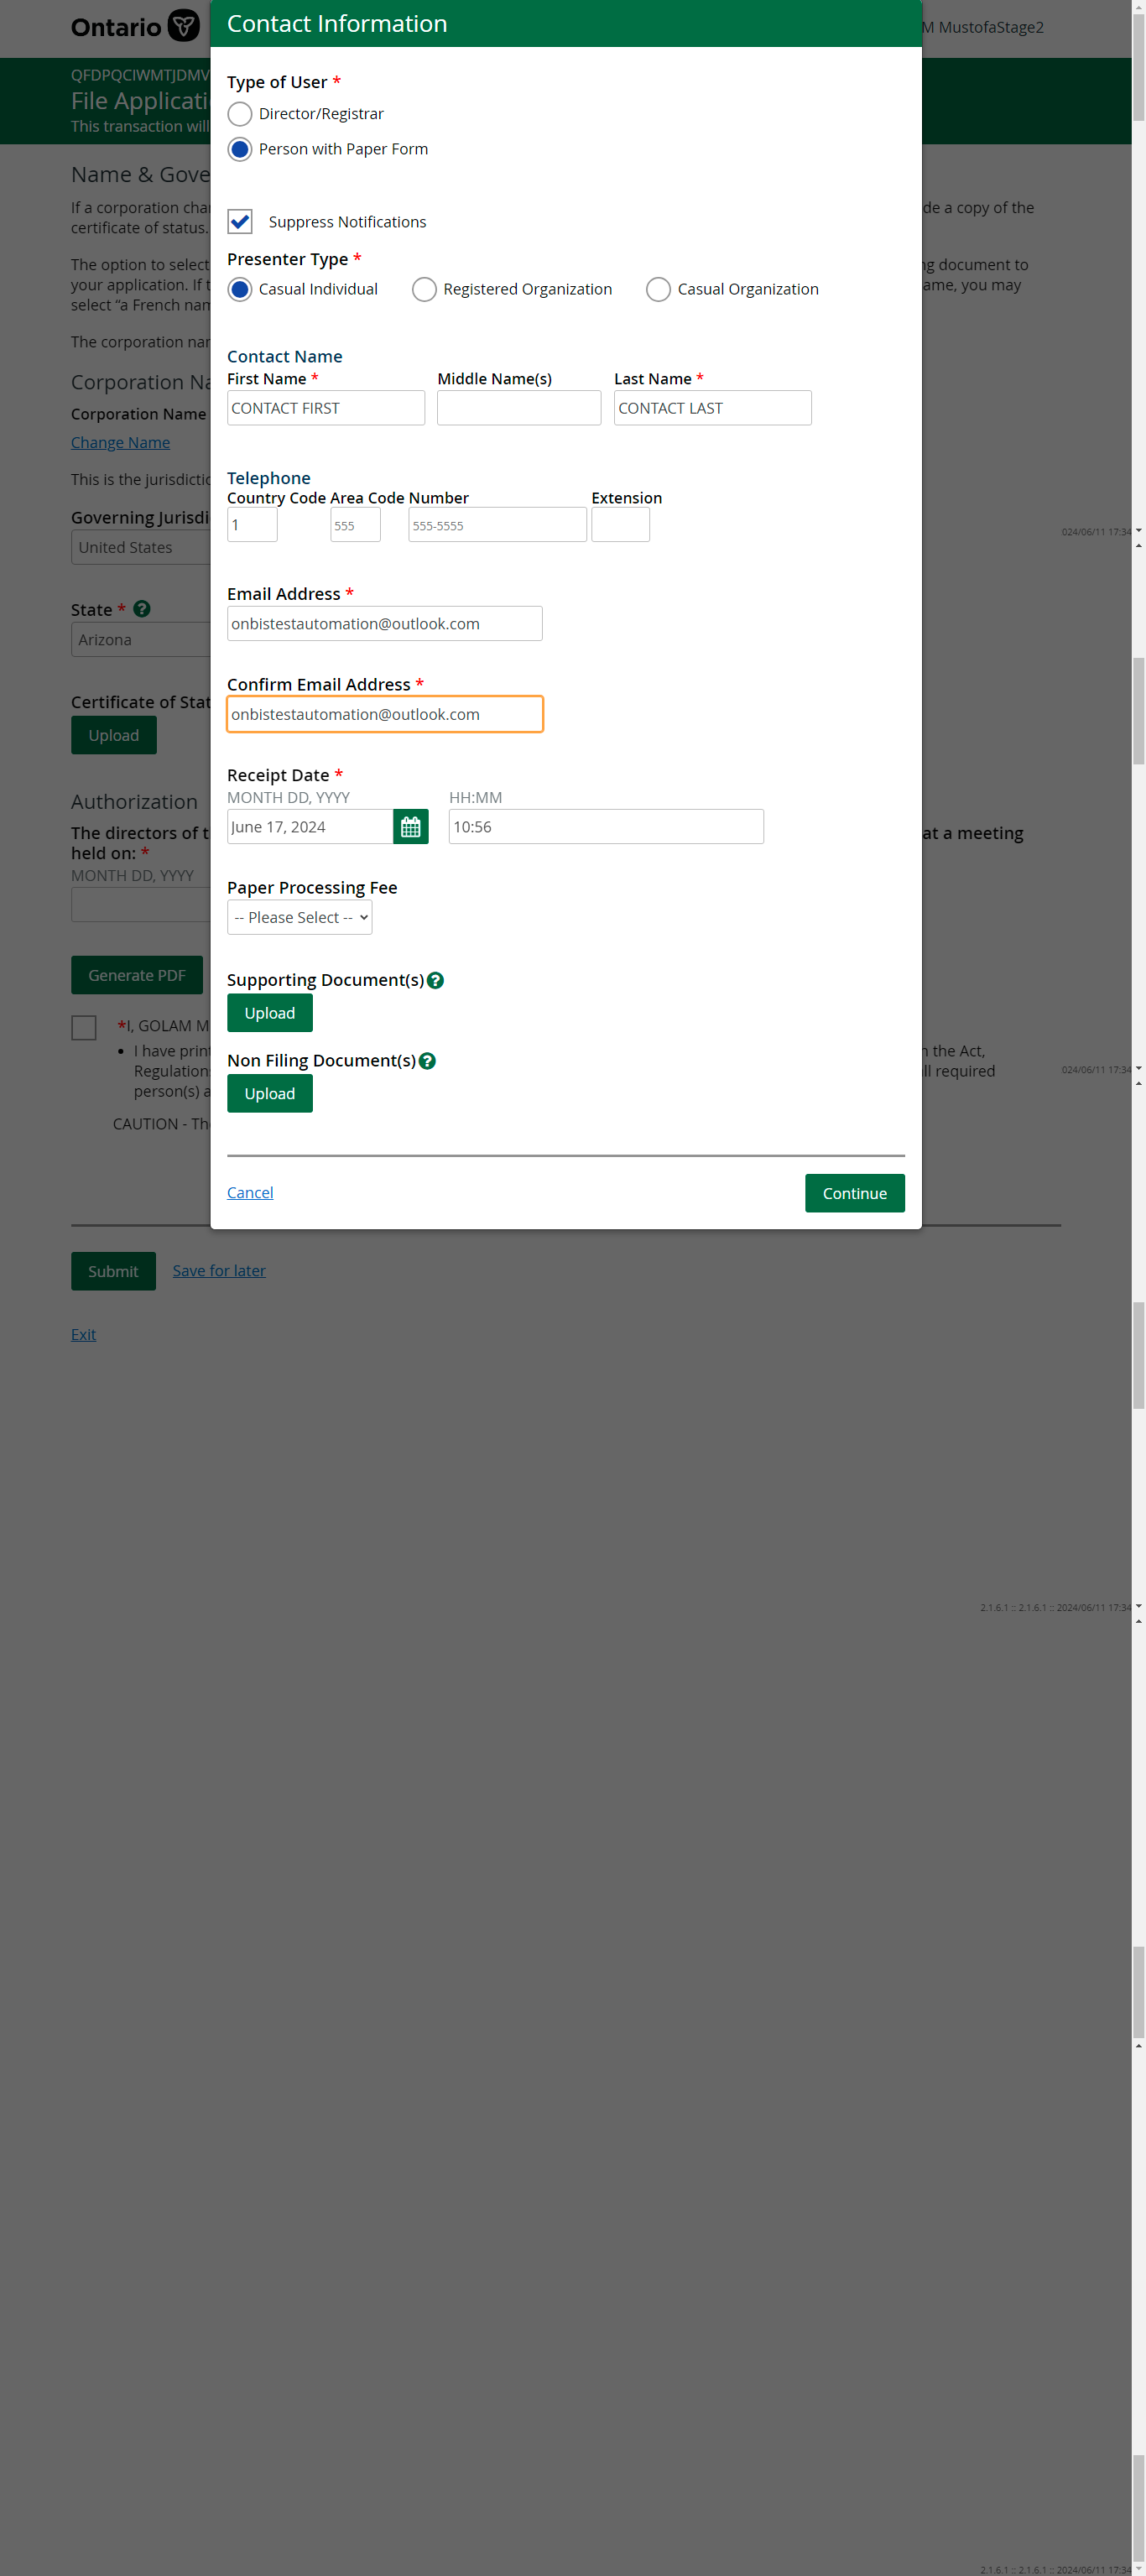 Contact Information
Ontario
M MustofaStage2
QFDPQCIWMTJDMV
File Applicati
This transaction will
Type of User *
Director/Registrar
Person with Paper Form
Name & Gove
If a corporation cha
de a copy of the
certificate of status.
Suppress Notifications
The option to select
ng document to
Presenter Type *
your application. If t
ame, you may
Casual Individual
Registered Organization
Casual Organization
select “a French nam
The corporation nar
Contact Name
Corporation Na
First Name *
Middle Name(s)
Last Name *
Corporation Name
CONTACT FIRST
CONTACT LAST
Change Name
This is the jurisdictio
Telephone
Country Code
Area Code
Number
Extension
Governing Jurisdi
1
555
555-5555
024/06/11 17:34
United States
Email Address *
State * ?
onbistestautomation@outlook.com
Arizona
Confirm Email Address *
Certificate of Stat
onbistestautomation@outlook.com
Upload
Receipt Date *
MONTH DD, YYYY
HH:MM
Authorization
June 17, 2024
10:56
The directors of t
at a meeting
held on: *
MONTH DD, YYYY
Paper Processing Fee
-- Please Select --
Generate PDF
Supporting Document(s) ?
Upload
*I, GOLAM M
I have prin
n the Act,
Non Filing Document(s) ?
Regulations
ll required
024/06/11 17:34
person(s) a
Upload
CAUTION - The
Cancel
Continue
Submit
Save for later
Exit
2.1.6.1 :: 2.1.6.1 :: 2024/06/11 17:34
2.1.6.1 :: 2.1.6.1 :: 2024/06/11 17:34